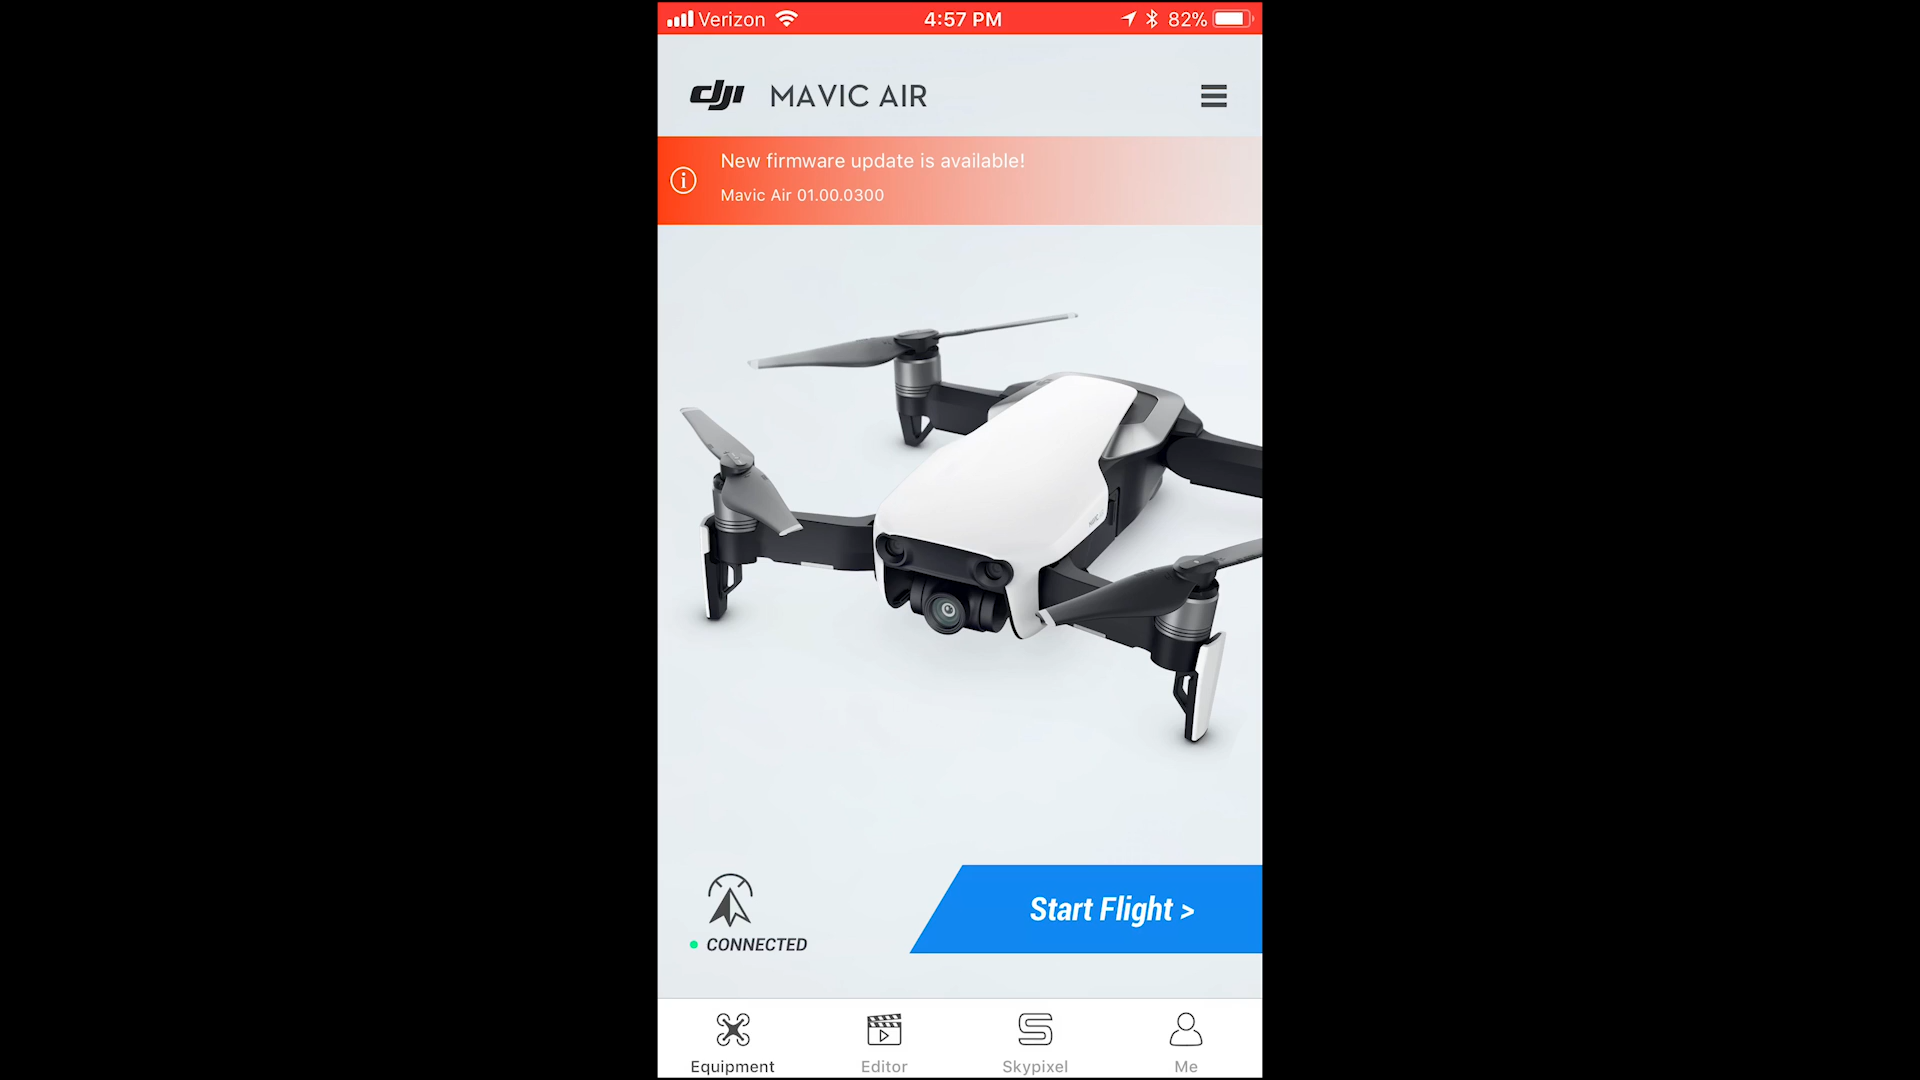 Verizon 4:57 PM 82%
dji MAVIC AIR
New firmware update is available!
Mavic Air 01.00.0300
Start Flight >
CONNECTED
Equipment Editor Skypixel Me